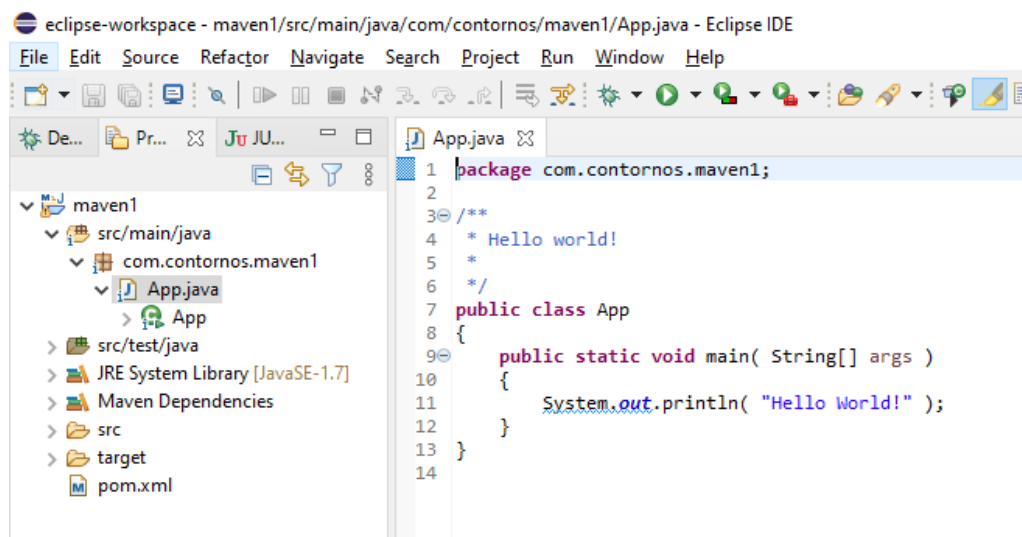 eclipse-workspace - maven1/src/main/java/com/contornos/maven1/App.java - Eclipse IDE
File Edit Source Refactor Navigate Search Project Run Window Help
De... Pr... JU JU...
maven1
src/main/java
com.contornos.maven1
App.java
App
src/test/java
JRE System Library [JavaSE-1.7]
Maven Dependencies
src
target
pom.xml
App.java
1 package com.contornos.maven1;
2
3 /**
4 * Hello world!
5 *
6 */
7 public class App
8 {
9 public static void main( String[] args )
10 {
11 System.out.println( "Hello World!" );
12 }
13 }
14